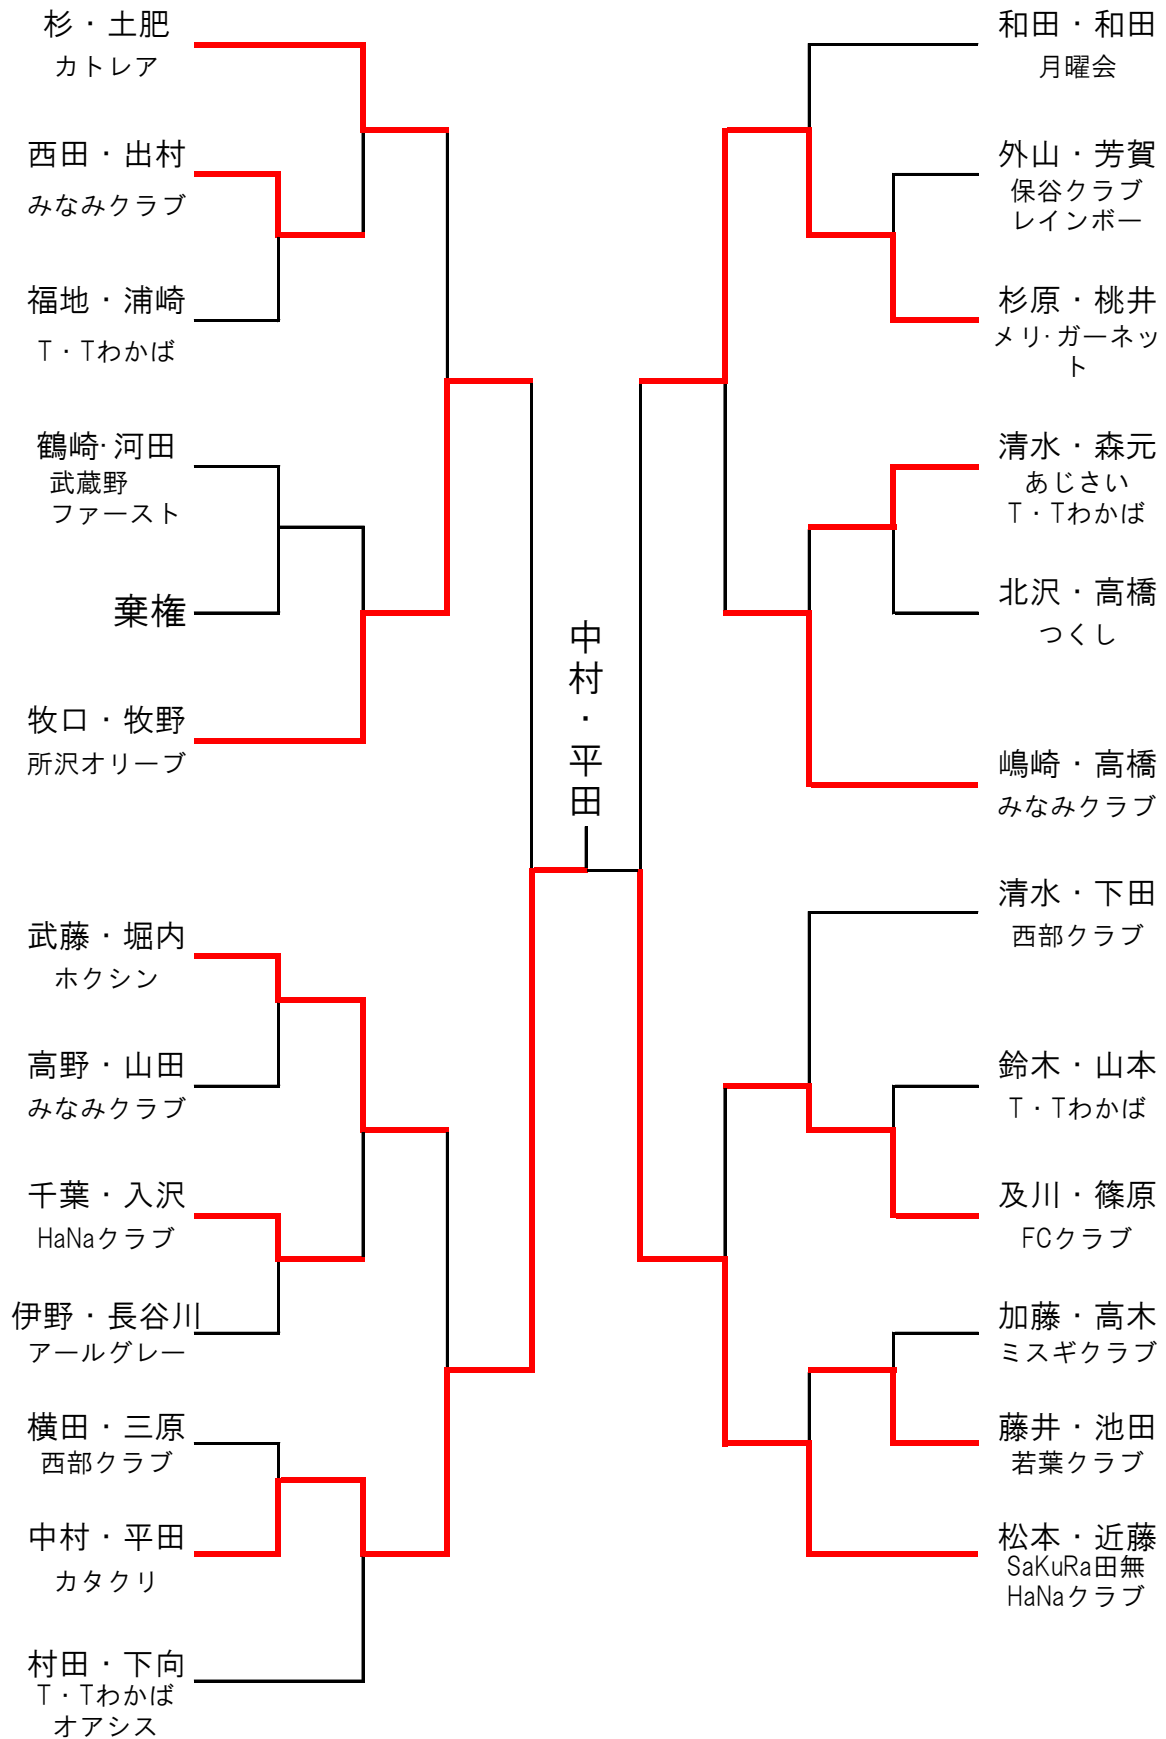 杉・土肥
カトレア
西田・出村
みなみクラブ
福地・浦崎
T・Tわかば
鶴崎・河田
武蔵野
ファースト
棄権
牧口・牧野
所沢オリーブ
武藤・堀内
ホクシン
高野・山田
みなみクラブ
千葉・入沢
HaNaクラブ
伊野・長谷川
アールグレー
横田・三原
西部クラブ
中村・平田
カタクリ
村田・下向
T・Tわかば
オアシス
中村・平田
和田・和田
月曜会
外山・芳賀
保谷クラブ
レインボー
杉原・桃井
メリ・ガーネッ
ト
清水・森元
あじさい
T・Tわかば
北沢・高橋
つくし
嶋崎・高橋
みなみクラブ
清水・下田
西部クラブ
鈴木・山本
T・Tわかば
及川・篠原
FCクラブ
加藤・高木
ミスギクラブ
藤井・池田
若葉クラブ
松本・近藤
SaKuRa田無
HaNaクラブ